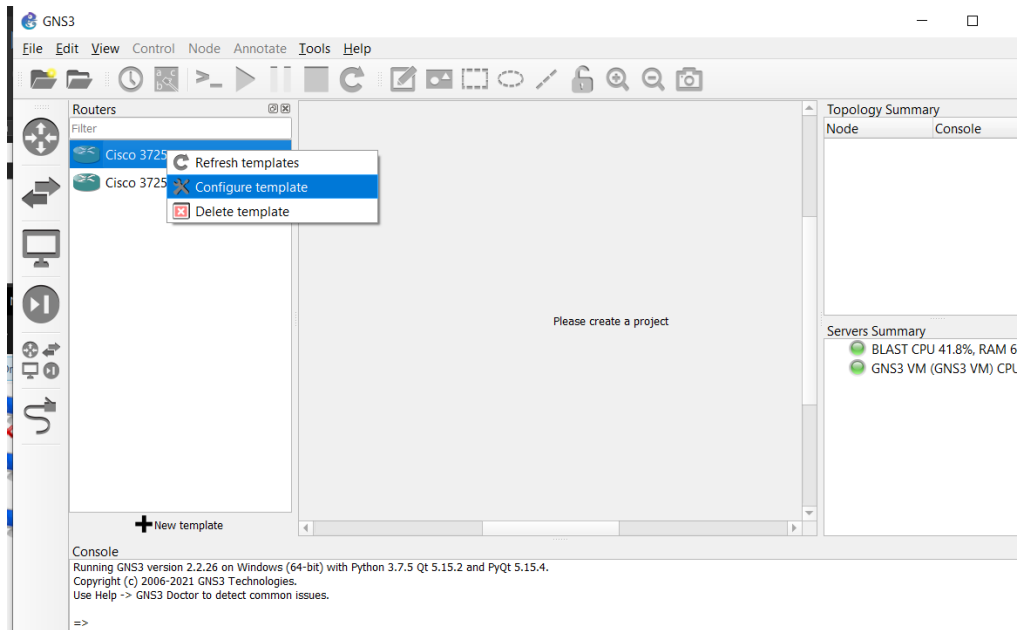 GNS3
File Edit View Control Node Annotate Tools Help
Routers
Filter
Cisco 3725
Cisco 3725
Refresh templates
Configure template
Delete template
New template
Please create a project
Topology Summary
Node Console
Servers Summary
BLAST CPU 41.8%, RAM 6
GNS3 VM (GNS3 VM) CPU
Console
Running GNS3 version 2.2.26 on Windows (64-bit) with Python 3.7.5 Qt 5.15.2 and PyQt 5.15.4.
Copyright (c) 2006-2021 GNS3 Technologies.
Use Help -> GNS3 Doctor to detect common issues.
=>